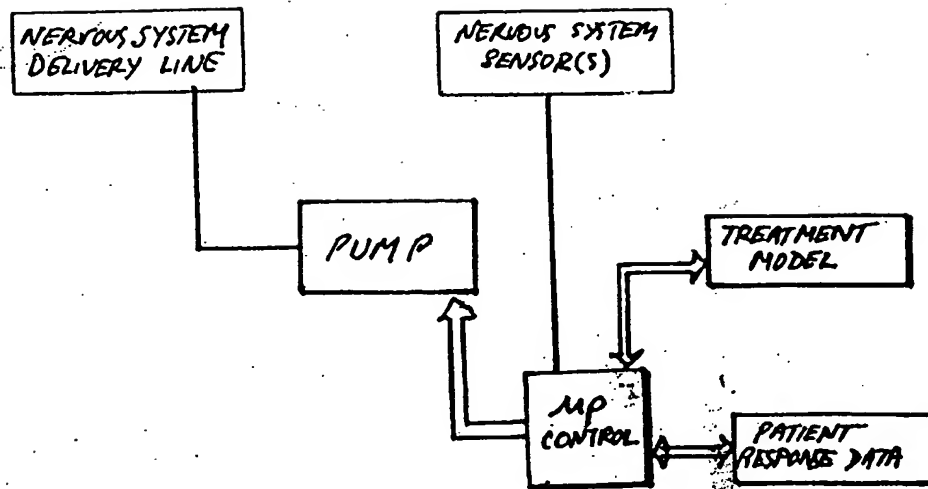 NERVOUS SYSTEM
DELIVERY LINE
NERVOUS SYSTEM
SENSOR(S)
PUMP
TREATMENT
MODEL
μP
CONTROL
PATIENT
RESPONSE DATA